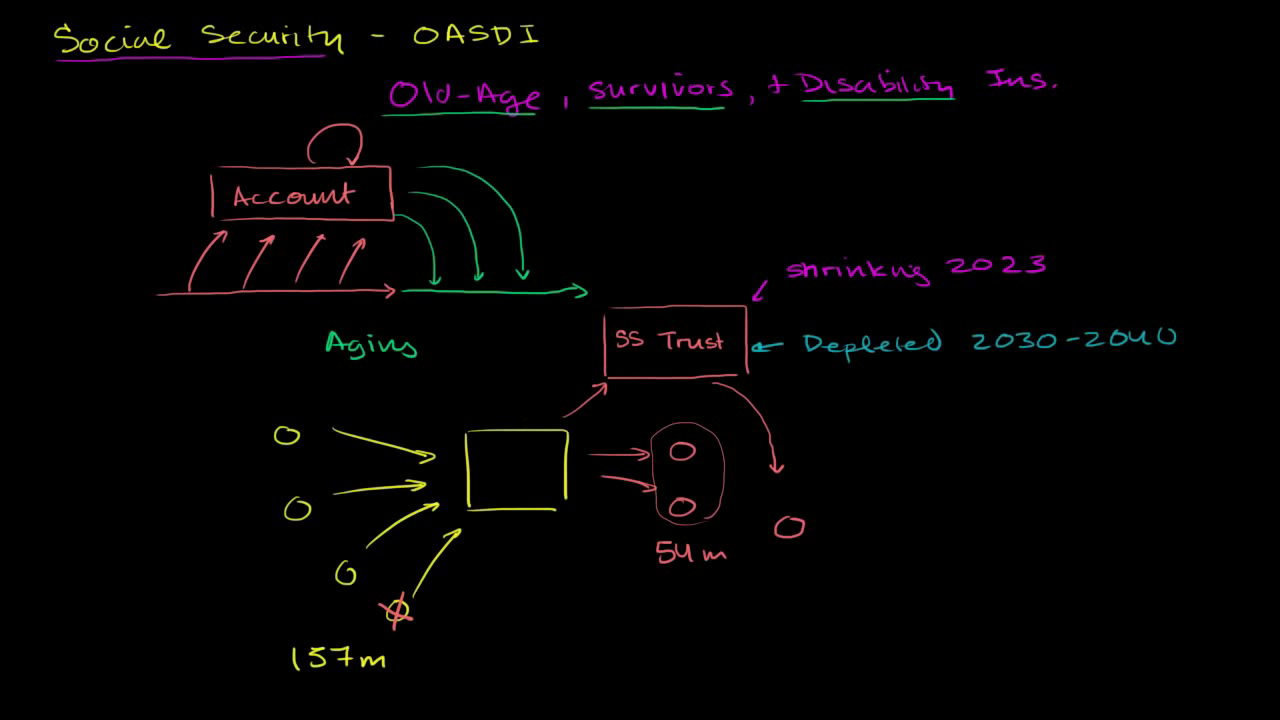 Social Security - OASDI
Old-Age, survivors, + Disability Ins.
Account
shrinking 2023
SS Trust
Depleted 2030-2040
Aging
54m
157m